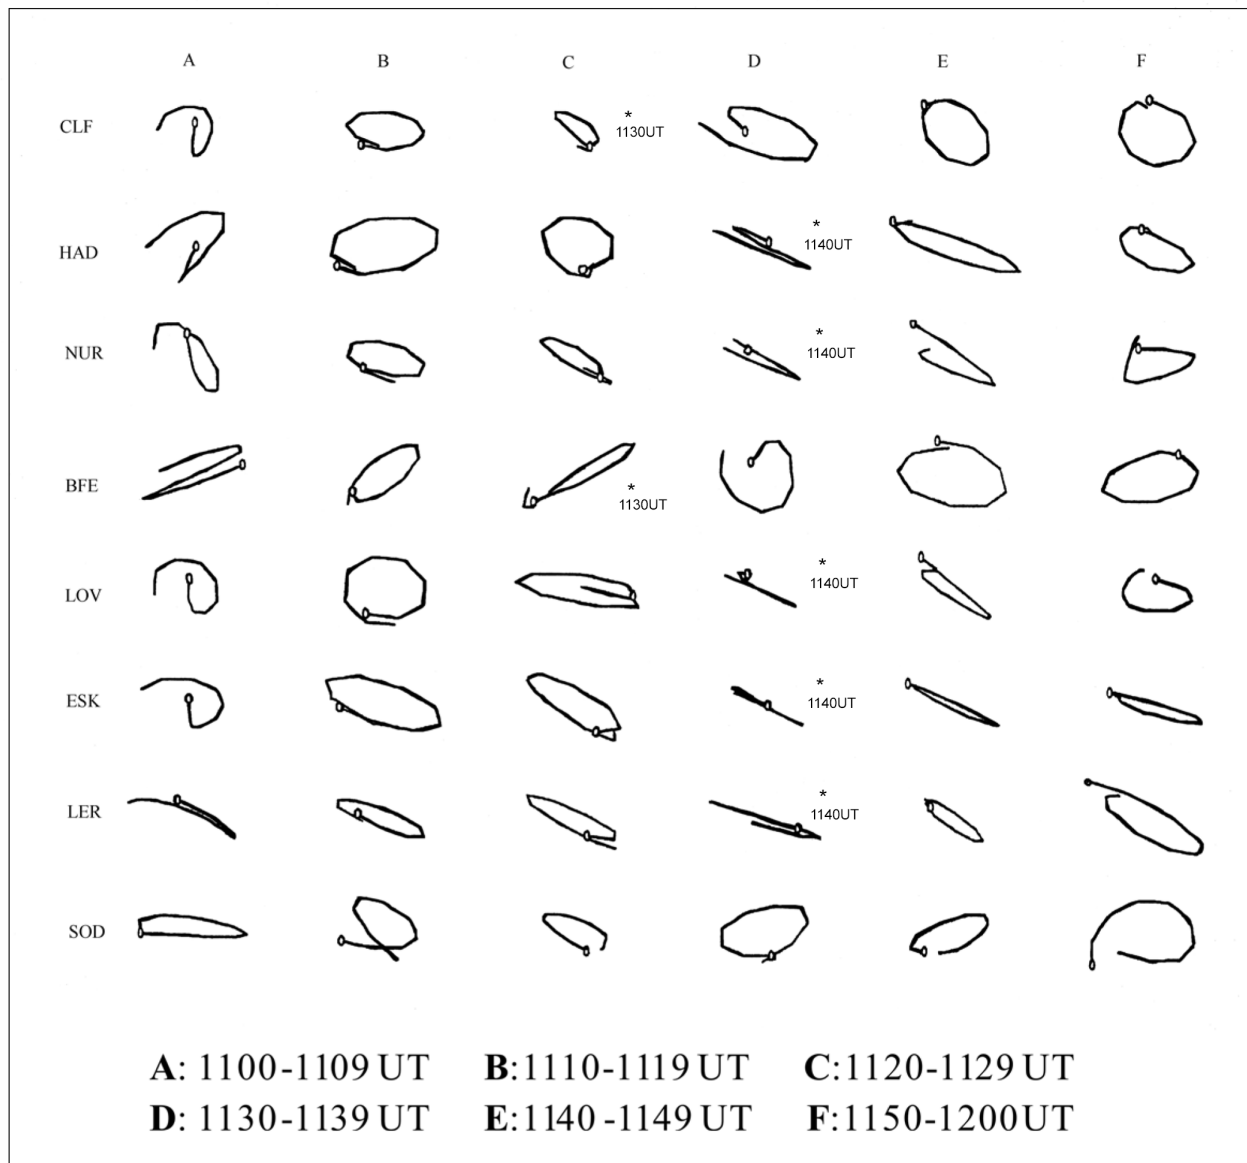 A B C D E F
CLF
*
1130UT
HAD
*
1140UT
NUR
*
1140UT
BFE
*
1130UT
LOV
*
1140UT
ESK
*
1140UT
LER
*
1140UT
SOD
A: 1100-1109 UT B:1110-1119 UT C:1120-1129 UT
D: 1130-1139 UT E:1140-1149 UT F:1150-1200UT